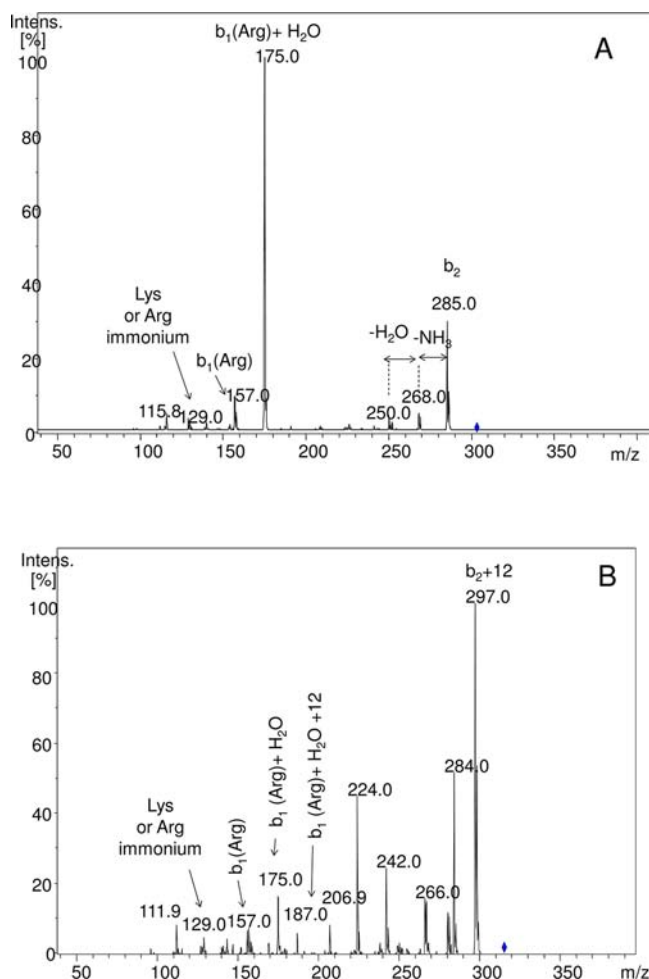 Intens.
[%]
b₁(Arg)+ H₂O
175.0
A
100
80
60
b₂
40
Lys
or Arg
immonium
285.0
-H₂O
-NH₃
b₁(Arg)
20
115.8
129.0
157.0
250.0
268.0
0
50
100
150
200
250
300
350
m/z
Intens.
[%]
b₂+12
297.0
B
100
80
b₁ (Arg)+ H₂O
b₁ (Arg)+ H₂O +12
60
284.0
224.0
Lys
or Arg
immonium
b₁(Arg)
40
242.0
20
175.0
111.9
129.0
157.0
187.0
206.9
266.0
0
50
100
150
200
250
300
350
m/z